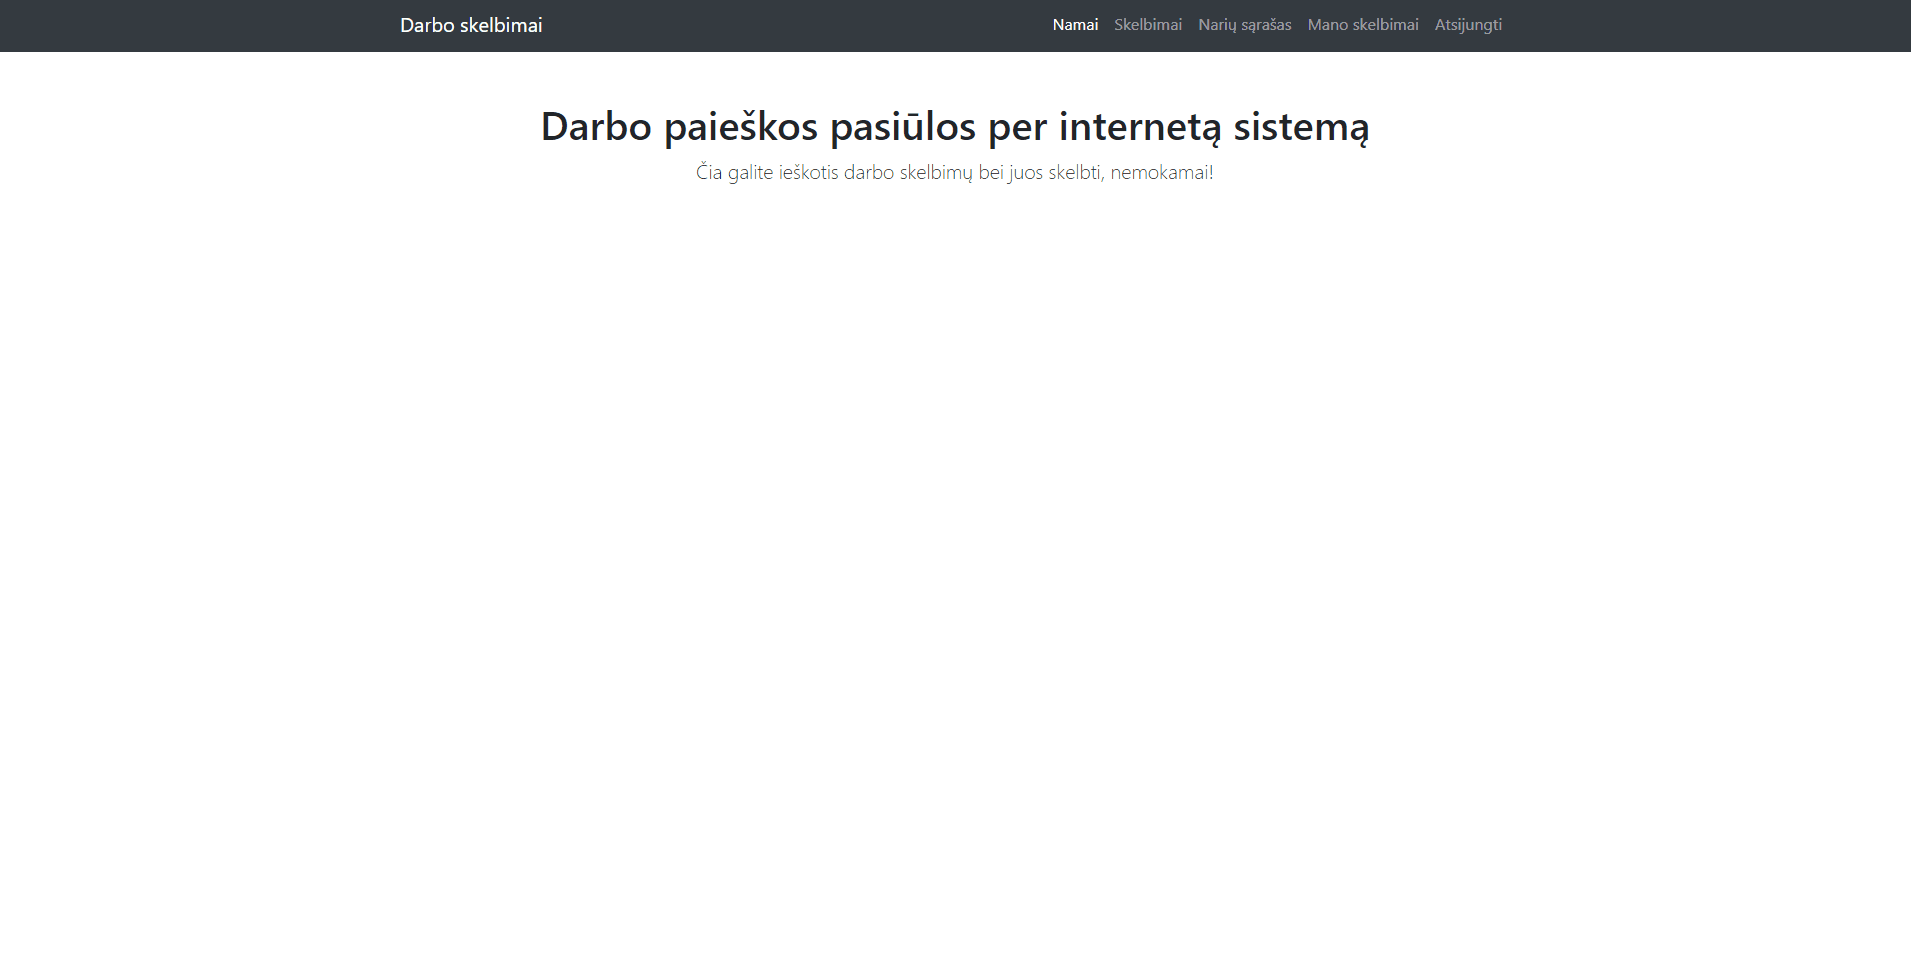 Darbo skelbimai
Namai Skelbimai Narių sąrašas Mano skelbimai Atsijungti
Darbo paieškos pasiūlos per internetą sistemą
Čia galite ieškotis darbo skelbimų bei juos skelbti, nemokamai!